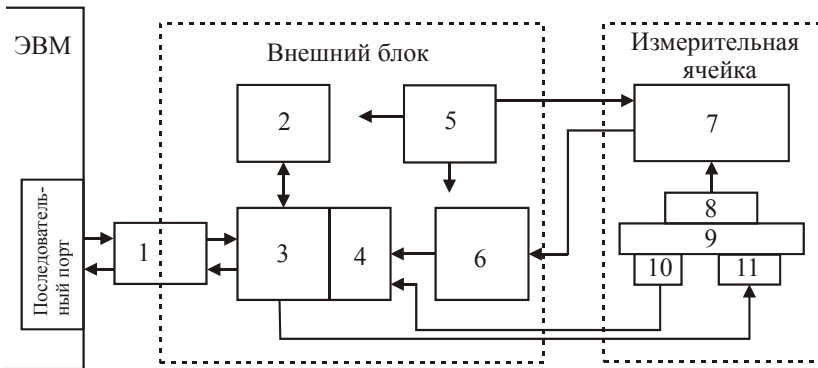 ЭВМ
Последователь-
ный порт
Внешний блок
Измерительная
ячейка
1
2
3
4
5
6
7
8
9
10
11